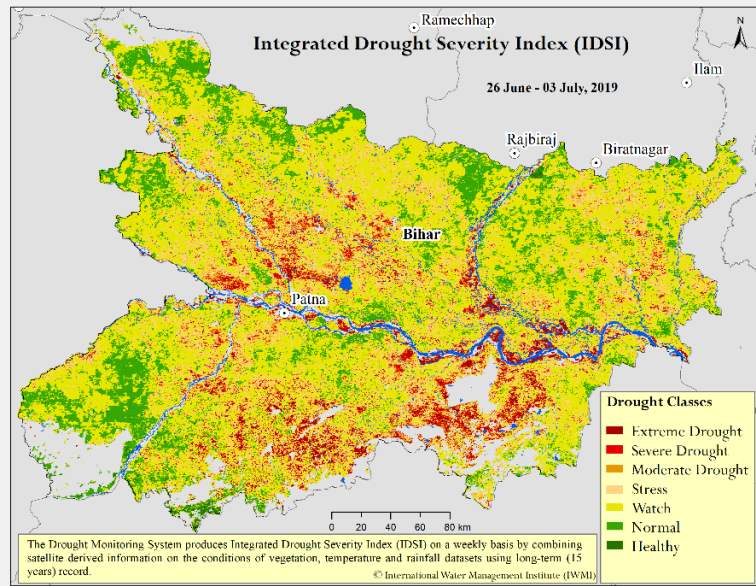 Ramechhap
N
Integrated Drought Severity Index (IDSI)
Ilam
26 June - 03 July, 2019
Rajbiraj
Biratnagar
Bihar
Patna
Drought Classes
Extreme Drought
Severe Drought
Moderate Drought
Stress
Watch
Normal
Healthy
0 20 40 80 km
The Drought Monitoring System produces Integrated Drought Severity Index (IDSI) on a weekly basis by combining
satellite derived information on the conditions of vegetation, temperature and rainfall datasets using long-term (15
years) record.
© International Water Management Institute (IWMI)